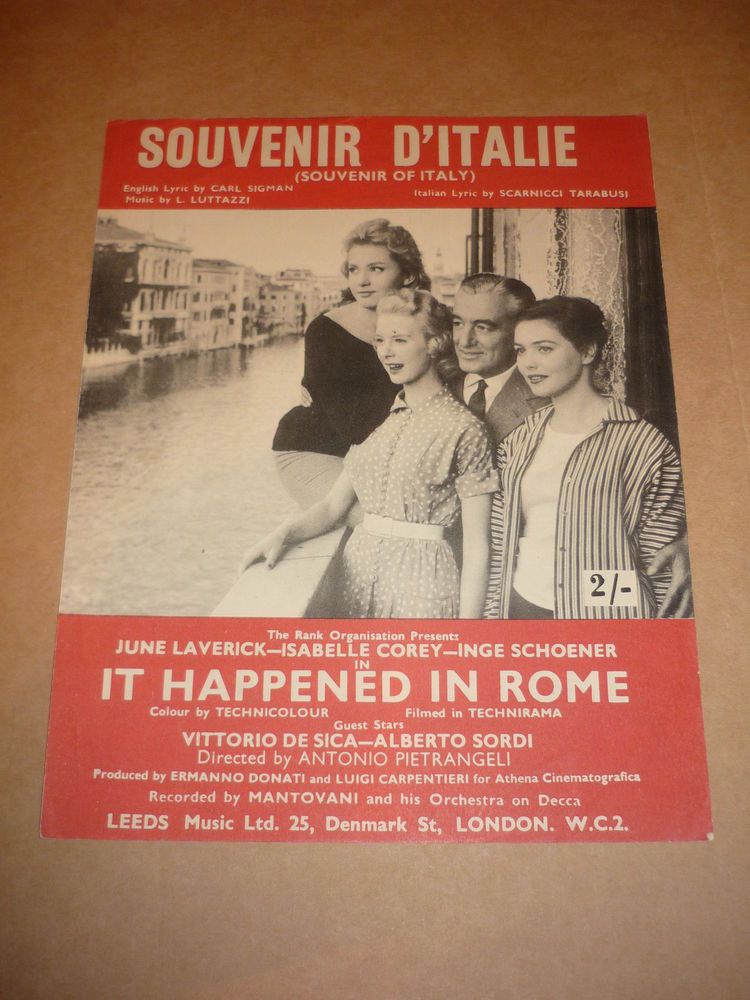 SOUVENIR D'ITALIE
(SOUVENIR OF ITALY)
English Lyric by CARL SIGMAN
Music by L. LUTTAZZI
Italian Lyric by SCARNICCI TARABUSI
2/-
The Rank Organisation Presents
JUNE LAVERICK—ISABELLE COREY—INGE SCHOENER
IN
IT HAPPENED IN ROME
Colour by TECHNICOLOUR Filmed in TECHNIRAMA
Guest Stars
VITTORIO DE SICA—ALBERTO SORDI
Directed by ANTONIO PIETRANGELI
Produced by ERMANNO DONATI and LUIGI CARPENTIERI for Athena Cinematografica
Recorded by MANTOVANI and his Orchestra on Decca
LEEDS Music Ltd. 25, Denmark St, LONDON. W.C.2.